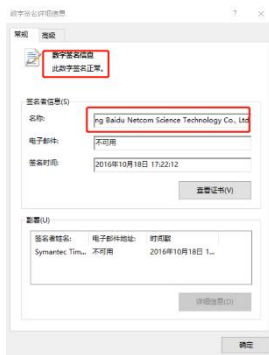 数字签名详细信息
? ×
常规 高级
数字签名信息
此数字签名正常。
签名者信息(S)
名称: ng Baidu Netcom Science Technology Co., Ltd
电子邮件: 不可用
签名时间: 2016年10月18日 17:22:12
查看证书(V)
副署(U)
签名者姓名: 电子邮件地址: 时间戳
Symantec Tim... 不可用 2016年10月18日 1...
详细信息(D)
确定